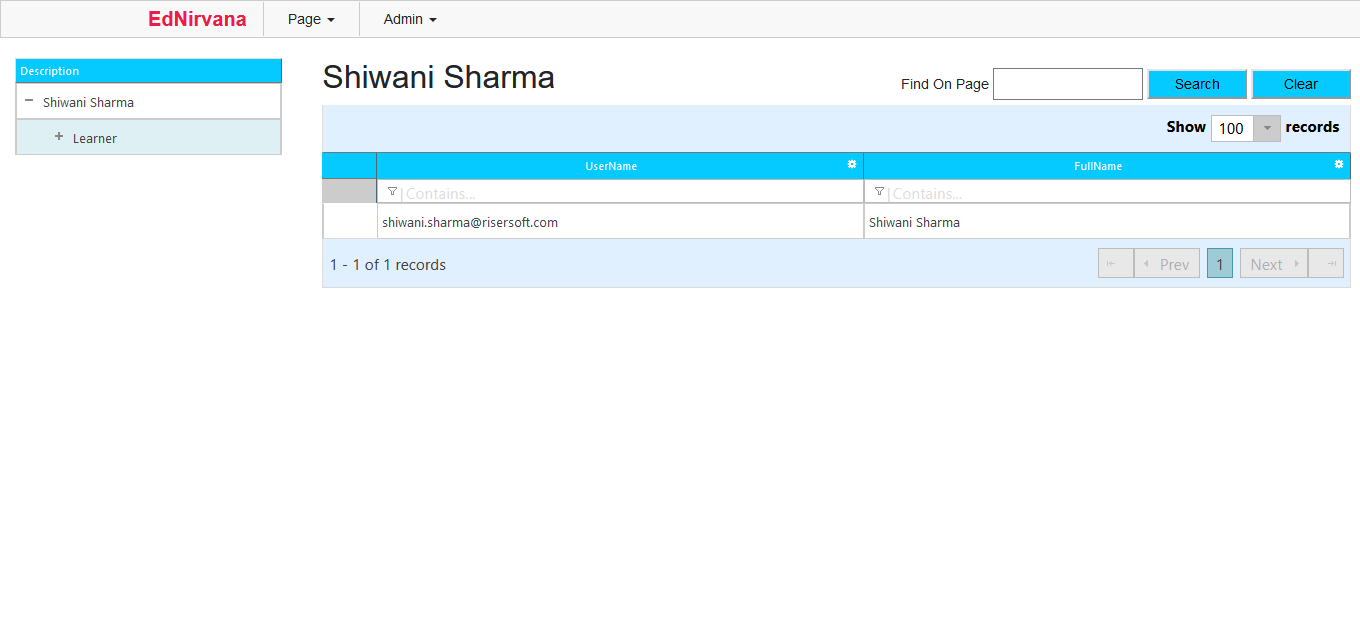 EdNirvana Page Admin
Description
Shiwani Sharma
Learner
Shiwani Sharma
Find On Page Search Clear
Show 100 records
UserName FullName
Contains... Contains...
shiwani.sharma@risersoft.com Shiwani Sharma
1 - 1 of 1 records Prev 1 Next